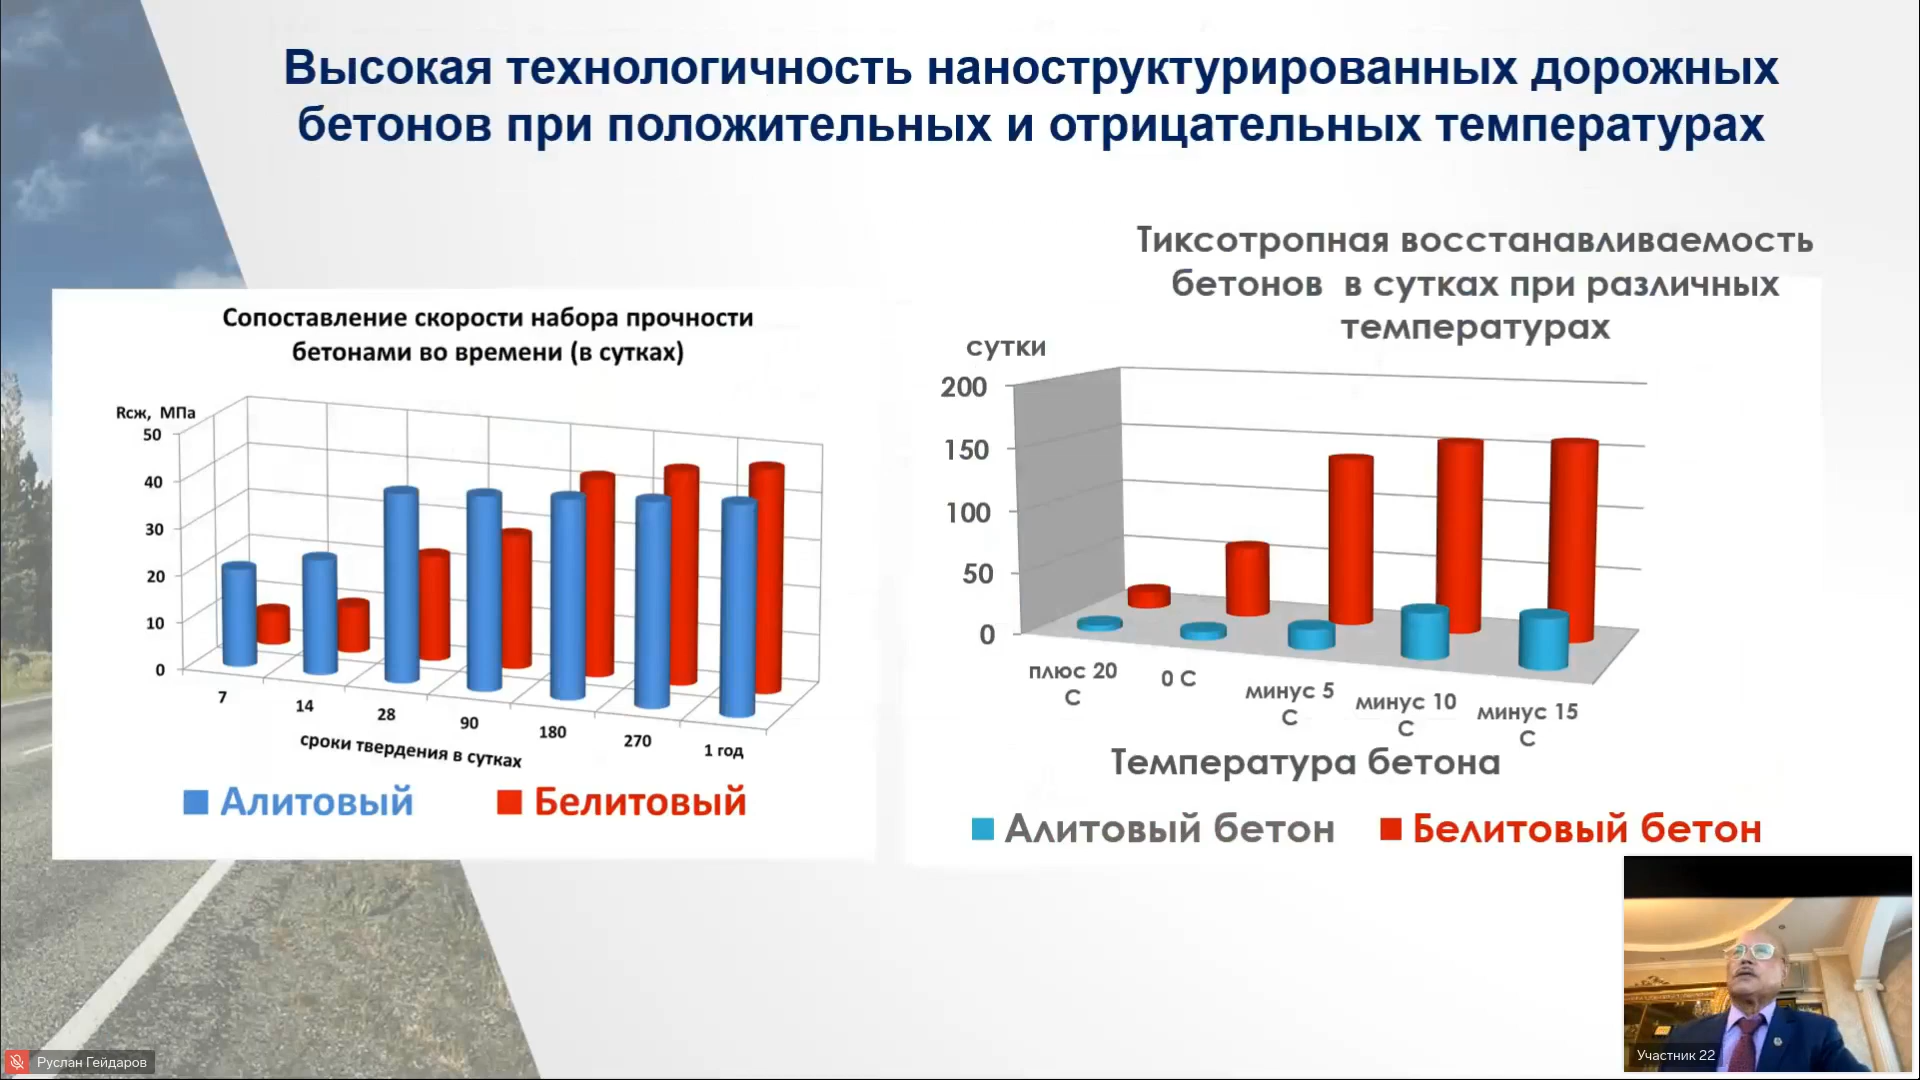 Высокая технологичность наноструктурированных дорожных
бетонов при положительных и отрицательных температурах
Сопоставление скорости набора прочности
бетонами во времени (в сутках)
Rсж, МПа
50
40
30
20
10
0
7
14
28
90
180
270
1 год
сроки твердения в сутках
Алитовый
Белитовый
Тиксотропная восстанавливаемость
бетонов в сутках при различных
температурах
сутки
200
150
100
50
0
плюс 20
С
0 С
минус 5
С
минус 10
С
минус 15
С
Температура бетона
Алитовый бетон
Белитовый бетон
Руслан Гейдаров
Участник 22